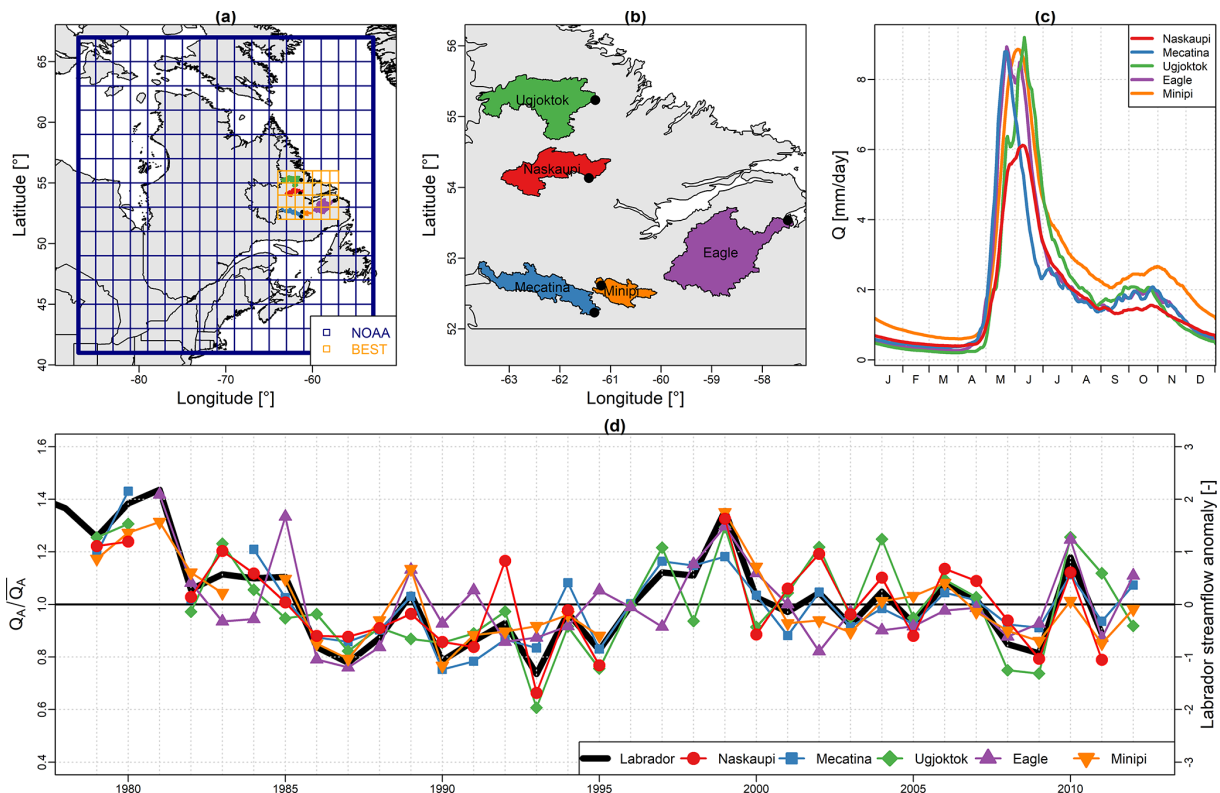 (a)
(b)
(c)
65
60
55
50
45
40
Latitude [°]
-80
-70
-60
Longitude [°]
NOAA
BEST
56
55
54
53
52
Latitude [°]
Ugjoktok
Naskaupi
Eagle
Mecatina
Minipi
-63
-62
-61
-60
-59
-58
Longitude [°]
8
6
4
2
0
Q [mm/day]
Naskaupi
Mecatina
Ugjoktok
Eagle
Minipi
J F M A M J J A S O N D
(d)
1.6
1.4
1.2
1.0
0.8
0.6
0.4
Q_A/Q_A
3
2
1
0
-1
-2
-3
Labrador streamflow anomaly [-]
Labrador Naskaupi Mecatina Ugjoktok Eagle Minipi
1980 1985 1990 1995 2000 2005 2010